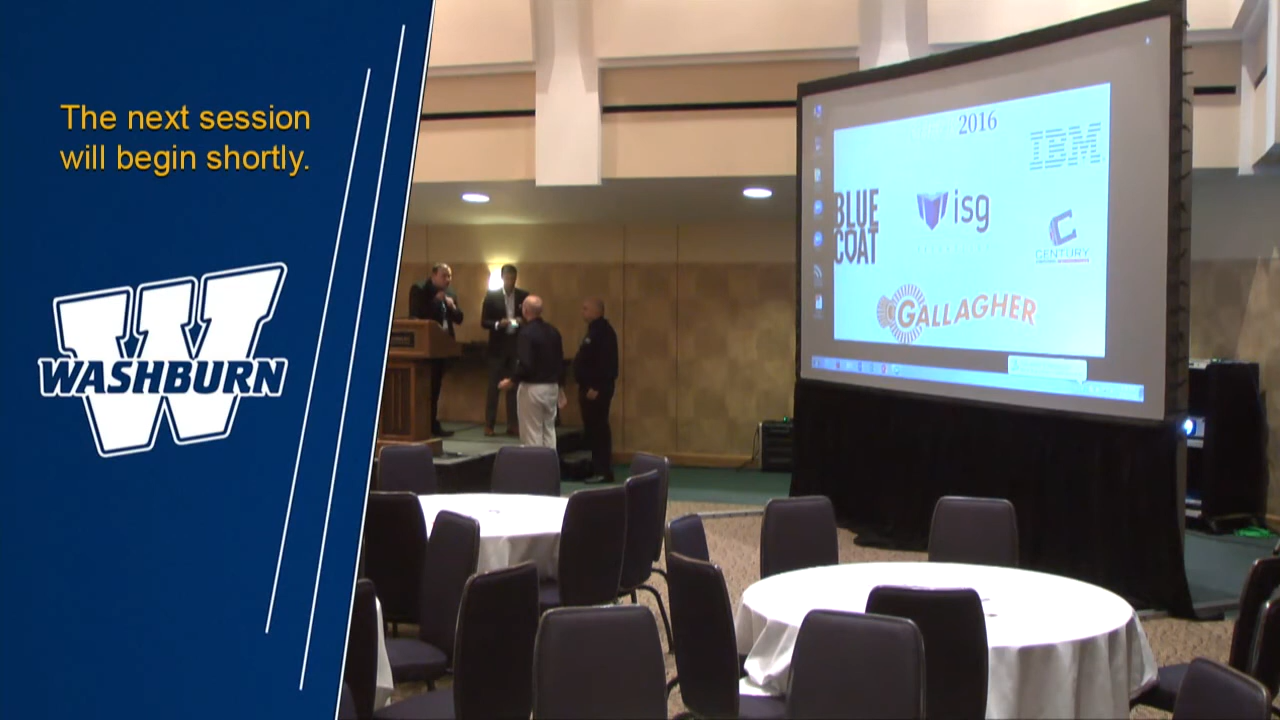 The next session
will begin shortly.
WASHBURN
2016
IBM
BLUE
COAT
isg
C
CENTURY
GALLAGHER